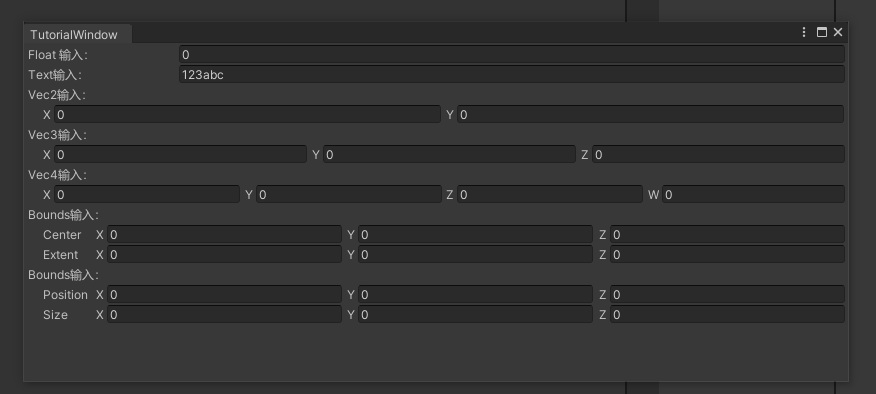 TutorialWindow
Float 输入: 0
Text输入: 123abc
Vec2输入:
X 0 Y 0
Vec3输入:
X 0 Y 0 Z 0
Vec4输入:
X 0 Y 0 Z 0 W 0
Bounds输入:
Center X 0 Y 0 Z 0
Extent X 0 Y 0 Z 0
Bounds输入:
Position X 0 Y 0 Z 0
Size X 0 Y 0 Z 0